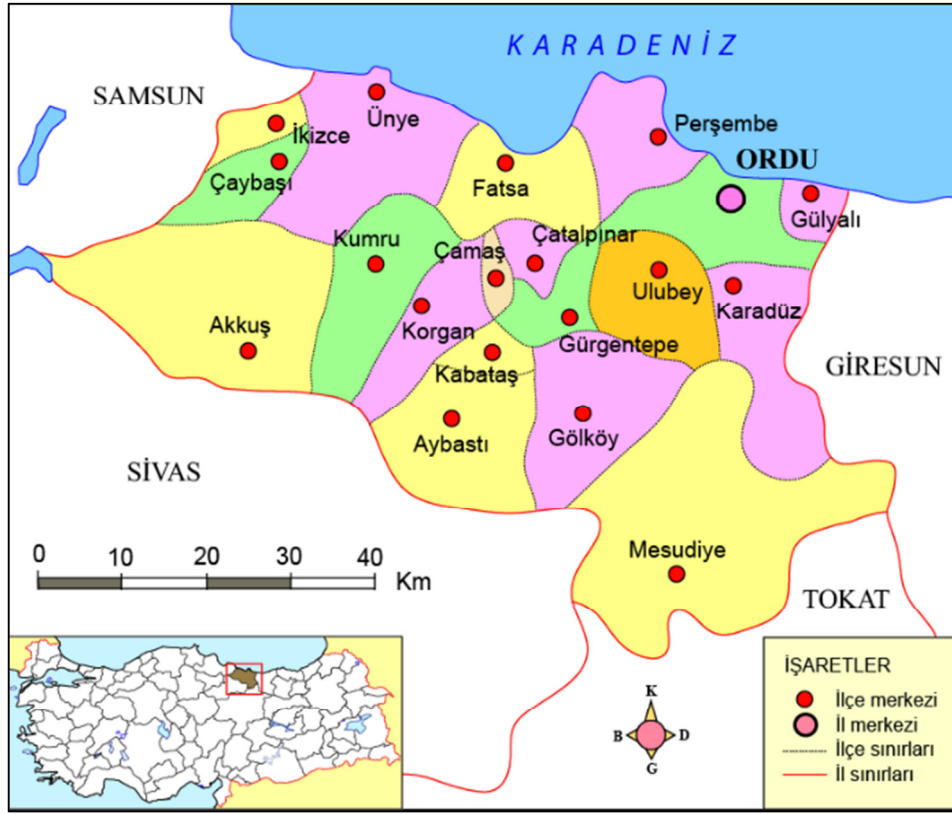 KARADENİZ
SAMSUN
Ünye
İkizce
Perşembe
ORDU
Çaybaşı
Fatsa
Gülyalı
Kumru
Çatalpınar
Çamaş
Ulubey
Karadüz
Akkuş
Korgan
Gürgentepe
Kabataş
GİRESUN
Aybastı
Gölköy
SİVAS
0 10 20 30 40
Km
Mesudiye
TOKAT
İŞARETLER
İlçe merkezi
İl merkezi
İlçe sınırları
İl sınırları
K
B D
G